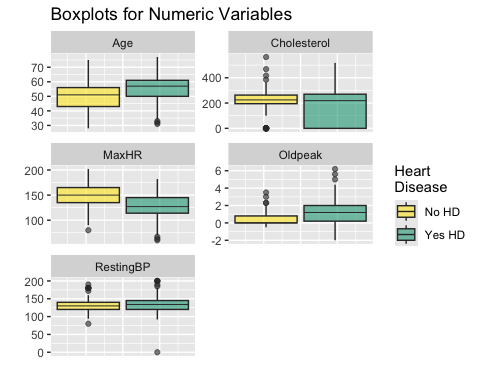 Boxplots for Numeric Variables
Age
70
60
50
40
30
Cholesterol
400
200
0
MaxHR
200
150
100
Oldpeak
6
4
2
0
-2
RestingBP
200
150
100
50
0
Heart
Disease
No HD
Yes HD